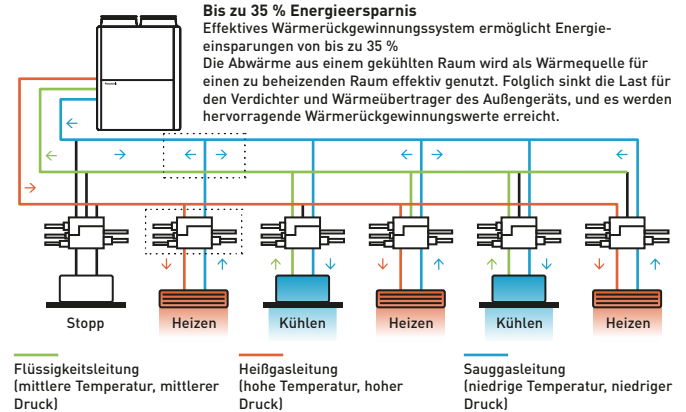 Bis zu 35 % Energieersparnis
Effektives Wärmerückgewinnungssystem ermöglicht Energie-
einsparungen von bis zu 35 %
Die Abwärme aus einem gekühlten Raum wird als Wärmequelle für
einen zu beheizenden Raum effektiv genutzt. Folglich sinkt die Last für
den Verdichter und Wärmeübertrager des Außengeräts, und es werden
hervorragende Wärmerückgewinnungswerte erreicht.
Stopp
Heizen
Kühlen
Heizen
Kühlen
Heizen
Flüssigkeitsleitung
(mittlere Temperatur, mittlerer
Druck)
Heißgasleitung
(hohe Temperatur, hoher
Druck)
Sauggasleitung
(niedrige Temperatur, niedriger
Druck)